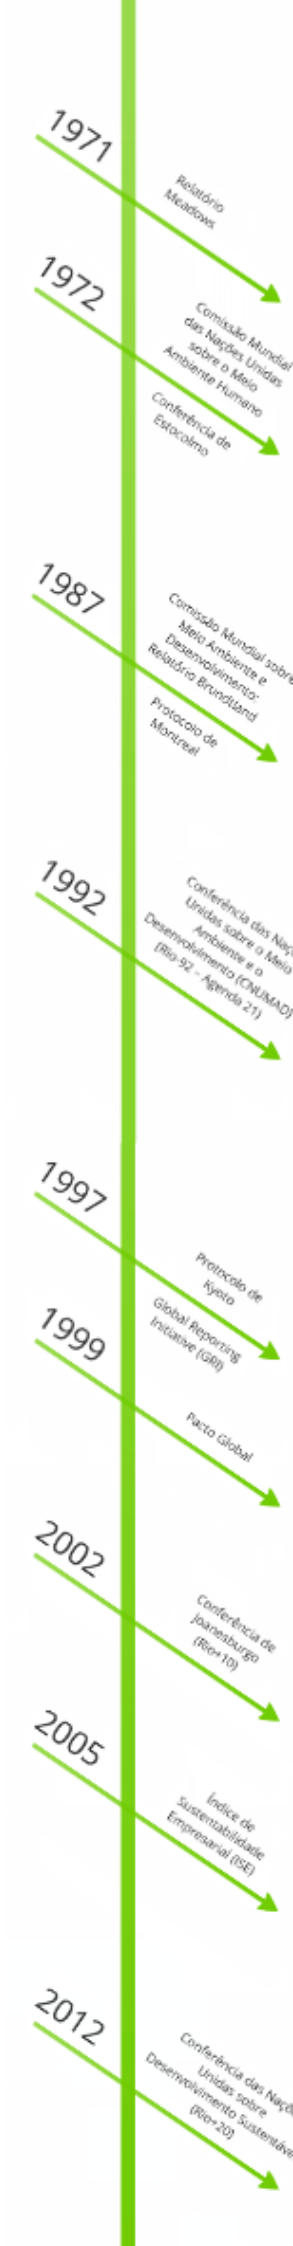 1971
Relatório
Meadows
1972
Comissão Mundial
das Nações Unidas
sobre o Meio
Ambiente Humano
Conferência de
Estocolmo
1987
Comissão Mundial sobre
Meio Ambiente e
Desenvolvimento:
Relatório Brundtland
Protocolo de
Montreal
1992
Conferência das Naç
Unidas sobre o Meio
Ambiente e o
Desenvolvimento (CNUMAD)
(Rio-92 – Agenda 21)
1997
Protocolo de
Kyoto
Global Reporting
Initiative (GRI)
1999
Pacto Global
2002
Conferência de
Joanesburgo
(Rio+10)
2005
Índice de
Sustentabilidade
Empresarial (ISE)
2012
Conferência das Naçõ
Unidas sobre
Desenvolvimento Sustentáve
(Rio+20)